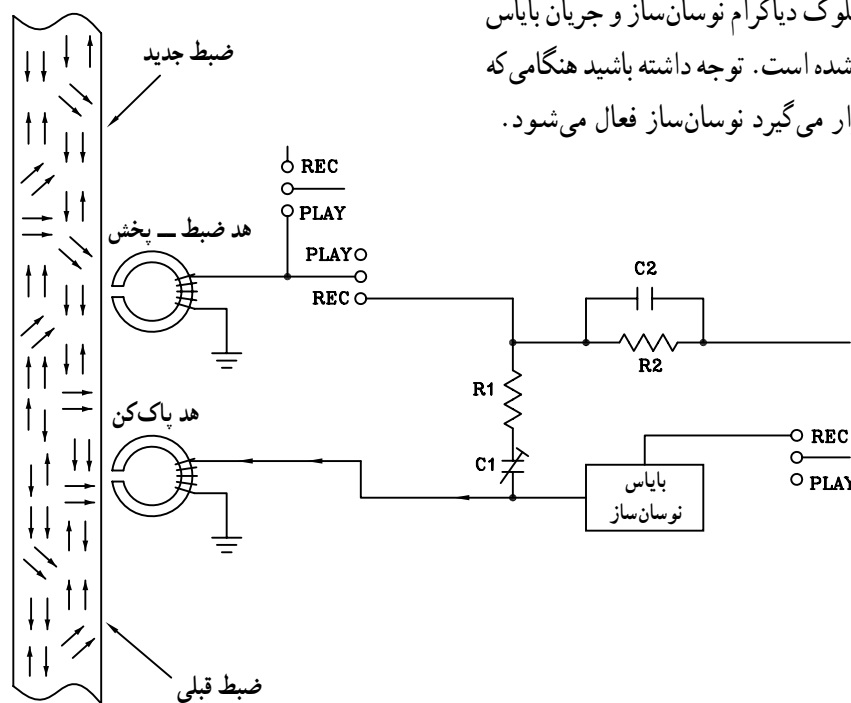 دیاگرام نوسان‌ساز و جریان بایاس
شده است. توجه داشته باشید هنگامی‌که
می‌گیرد نوسان‌ساز فعال می‌شود.
ضبط جدید
REC
PLAY
هد ضبط ــ پخش
PLAY
REC
C2
R2
R1
هد پاک‌کن
C1
بایاس
نوسان‌ساز
REC
PLAY
ضبط قبلی